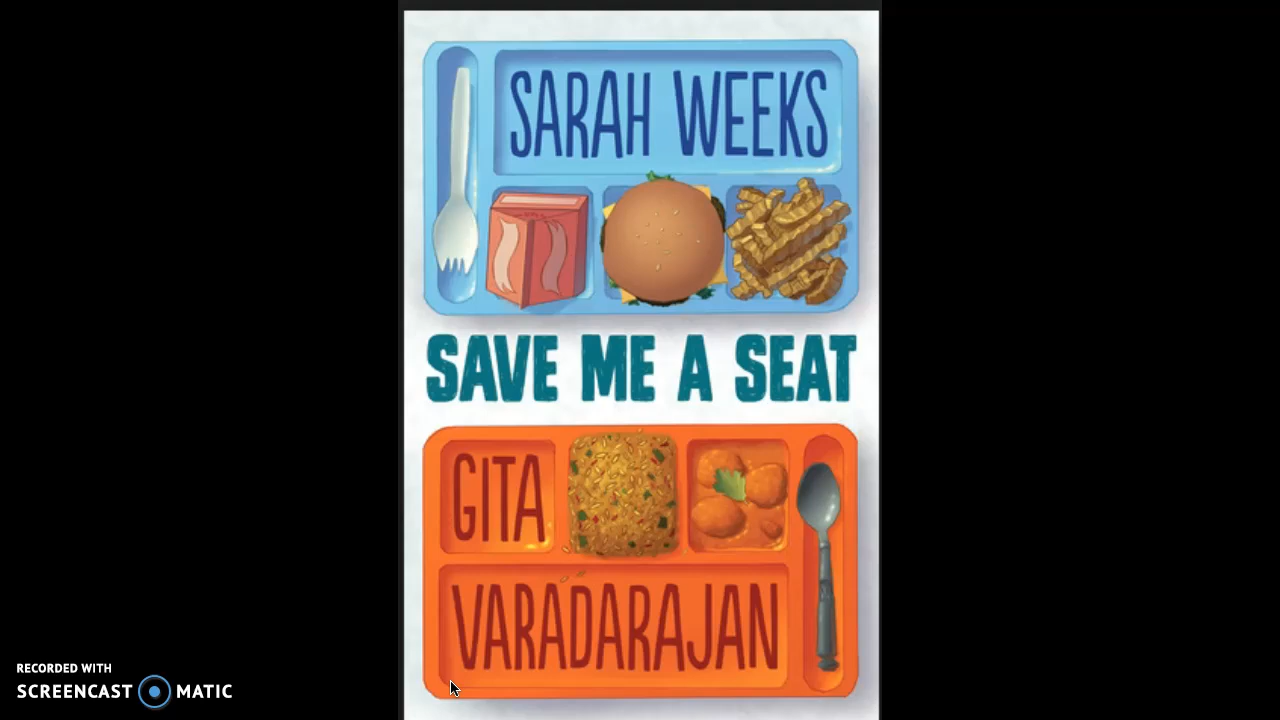 SARAH WEEKS
SAVE ME A SEAT
GITA
VARADARAJAN
RECORDED WITH
SCREENCAST MATIC